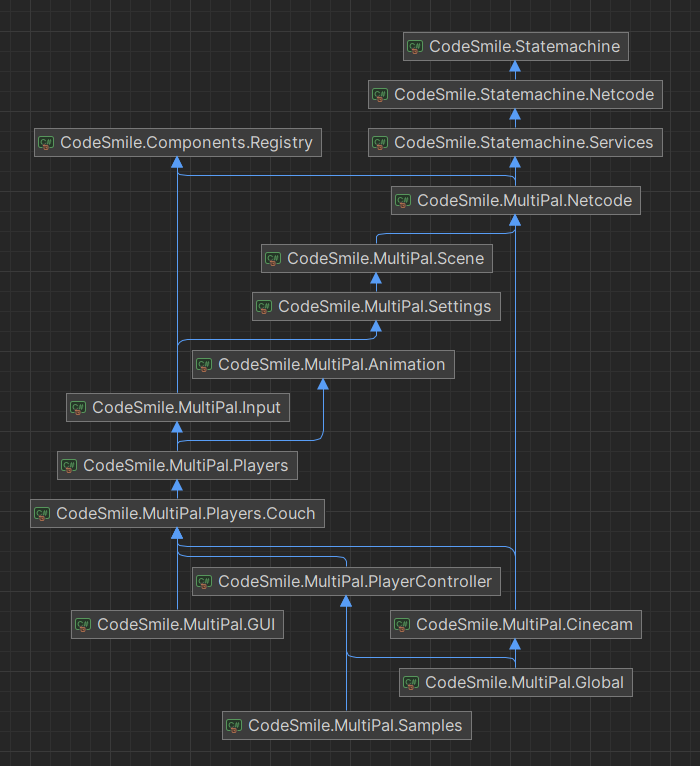 CodeSmile.Statemachine
CodeSmile.Statemachine.Netcode
CodeSmile.Components.Registry
CodeSmile.Statemachine.Services
CodeSmile.MultiPal.Netcode
CodeSmile.MultiPal.Scene
CodeSmile.MultiPal.Settings
CodeSmile.MultiPal.Animation
CodeSmile.MultiPal.Input
CodeSmile.MultiPal.Players
CodeSmile.MultiPal.Players.Couch
CodeSmile.MultiPal.PlayerController
CodeSmile.MultiPal.GUI
CodeSmile.MultiPal.Cinecam
CodeSmile.MultiPal.Global
CodeSmile.MultiPal.Samples